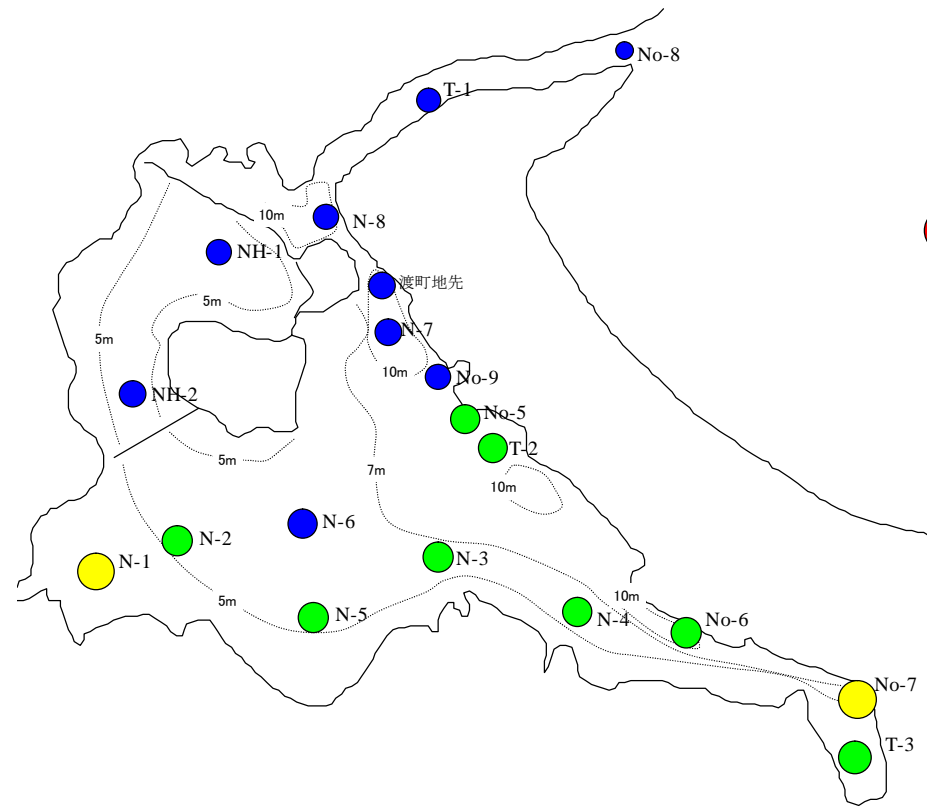 No-8
T-1
10m
N-8
NH-1
渡町地先
5m
N-7
5m
10m
No-9
NH-2
No-5
T-2
5m
7m
10m
N-6
N-2
N-3
N-1
5m
N-5
10m
N-4
No-6
No-7
T-3